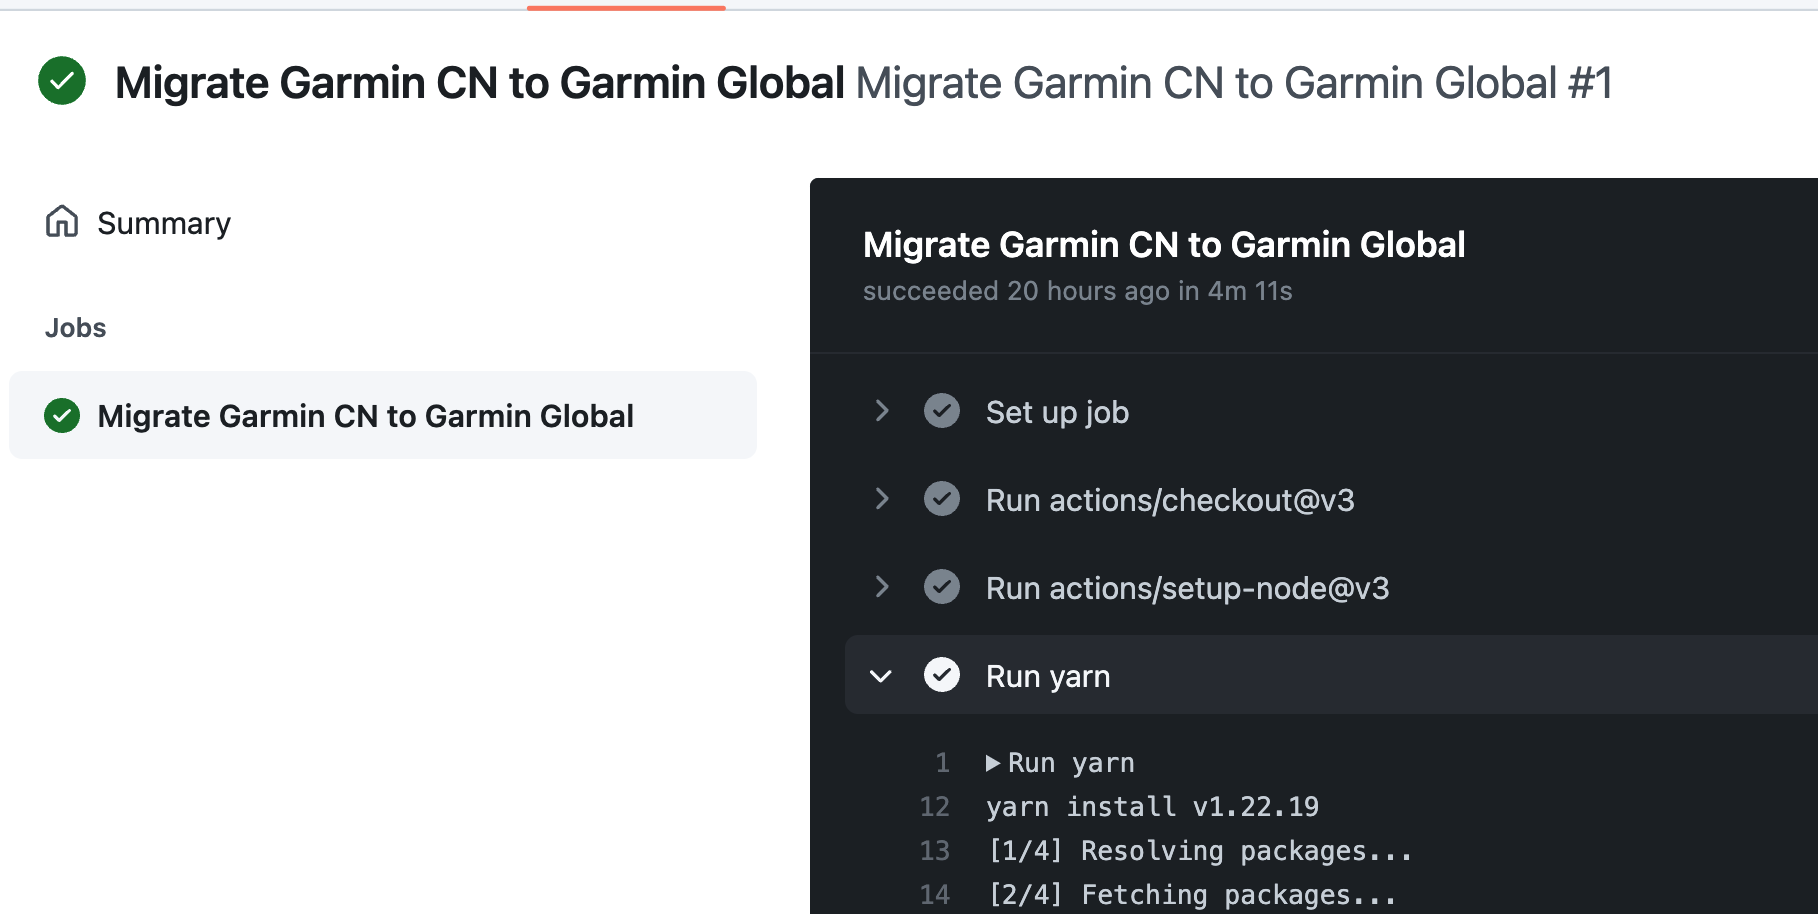 Migrate Garmin CN to Garmin Global Migrate Garmin CN to Garmin Global #1
Summary
Jobs
Migrate Garmin CN to Garmin Global
Migrate Garmin CN to Garmin Global
succeeded 20 hours ago in 4m 11s
Set up job
Run actions/checkout@v3
Run actions/setup-node@v3
Run yarn
1 Run yarn
12 yarn install v1.22.19
13 [1/4] Resolving packages...
14 [2/4] Fetching packages...